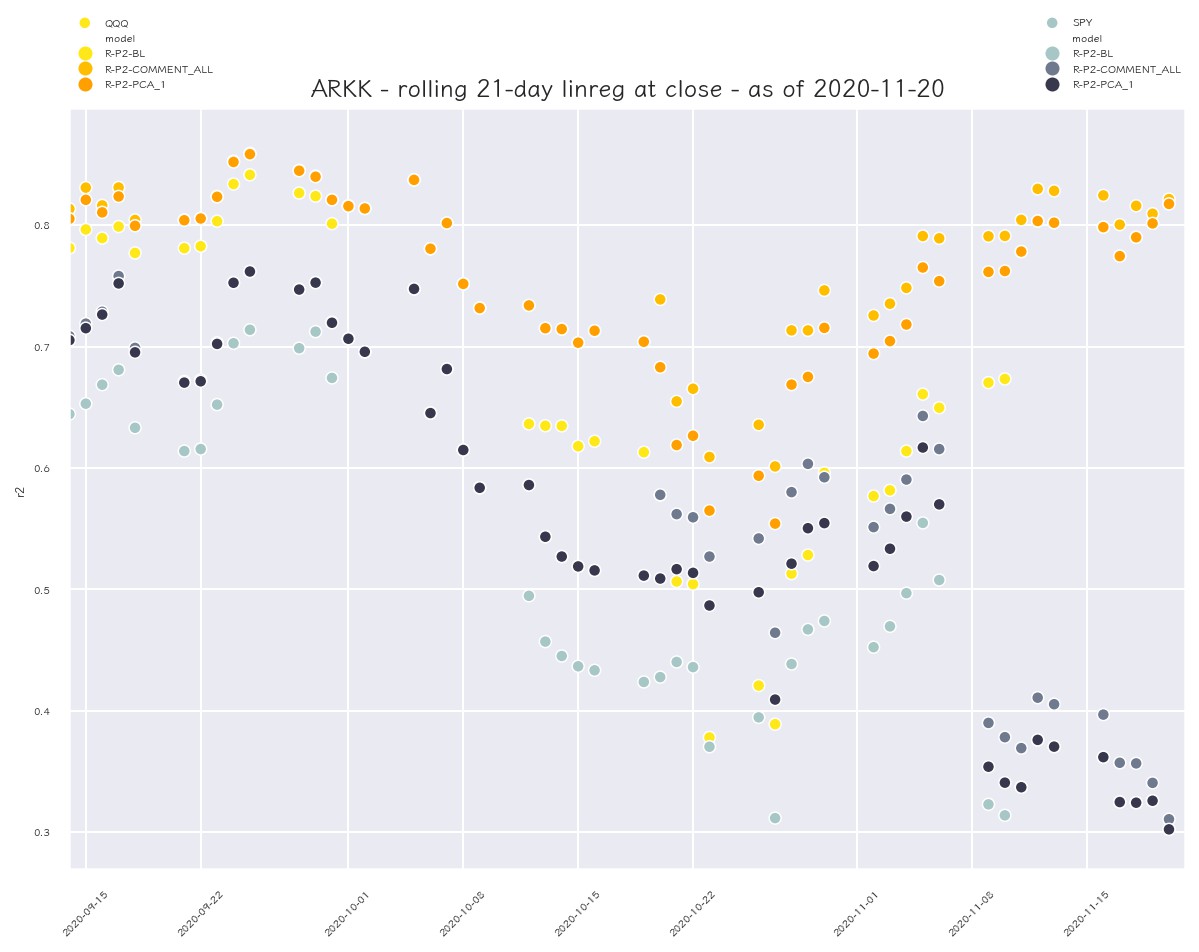 QQQ
model
R-P2-BL
R-P2-COMMENT_ALL
R-P2-PCA_1
SPY
model
R-P2-BL
R-P2-COMMENT_ALL
R-P2-PCA_1
ARKK - rolling 21-day linreg at close - as of 2020-11-20
0.8
0.7
0.6
0.5
0.4
0.3
r2
2020-09-15
2020-09-22
2020-10-01
2020-10-08
2020-10-15
2020-10-22
2020-11-01
2020-11-08
2020-11-15